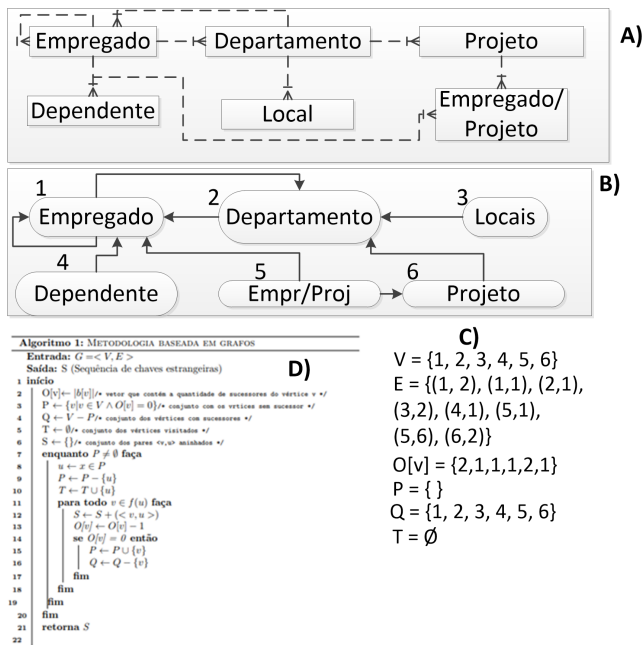 A)
Empregado
Departamento
Projeto
Dependente
Local
Empregado/
Projeto
B)
1
Empregado
2
Departamento
3
Locais
4
Dependente
5
Empr/Proj
6
Projeto
C)
V = {1, 2, 3, 4, 5, 6}
E = {(1, 2), (1,1), (2,1),
(3,2), (4,1), (5,1),
(5,6), (6,2)}
O[v] = {2,1,1,1,2,1}
P = { }
Q = {1, 2, 3, 4, 5, 6}
T = Ø
D)
Algoritmo 1: METODOLOGIA BASEADA EM GRAFOS
Entrada: G =< V, E >
Saída: S (Sequência de chaves estrangeiras)
1 início
2 O[v]← |b[v]|/* vetor que contém a quantidade de sucessores do vértice v */
3 P ← {v|v ∈ V ∧ O[v] = 0}/* conjunto com os vrtices sem sucessor */
4 Q ← V − P/* conjunto dos vértices com sucessores */
5 T ← ∅/* conjunto dos vértices visitados */
6 S ← {}/* conjunto dos pares <v,u> aninhados */
7 enquanto P ≠ ∅ faça
8 u ← x ∈ P
9 P ← P − {u}
10 T ← T ∪ {u}
11 para todo v ∈ f(u) faça
12 S ← S + (< v, u >)
13 O[v] ← O[v] − 1
14 se O[v] = 0 então
15 P ← P ∪ {v}
16 Q ← Q − {v}
17 fim
18 fim
19 fim
20 fim
21 retorna S
22